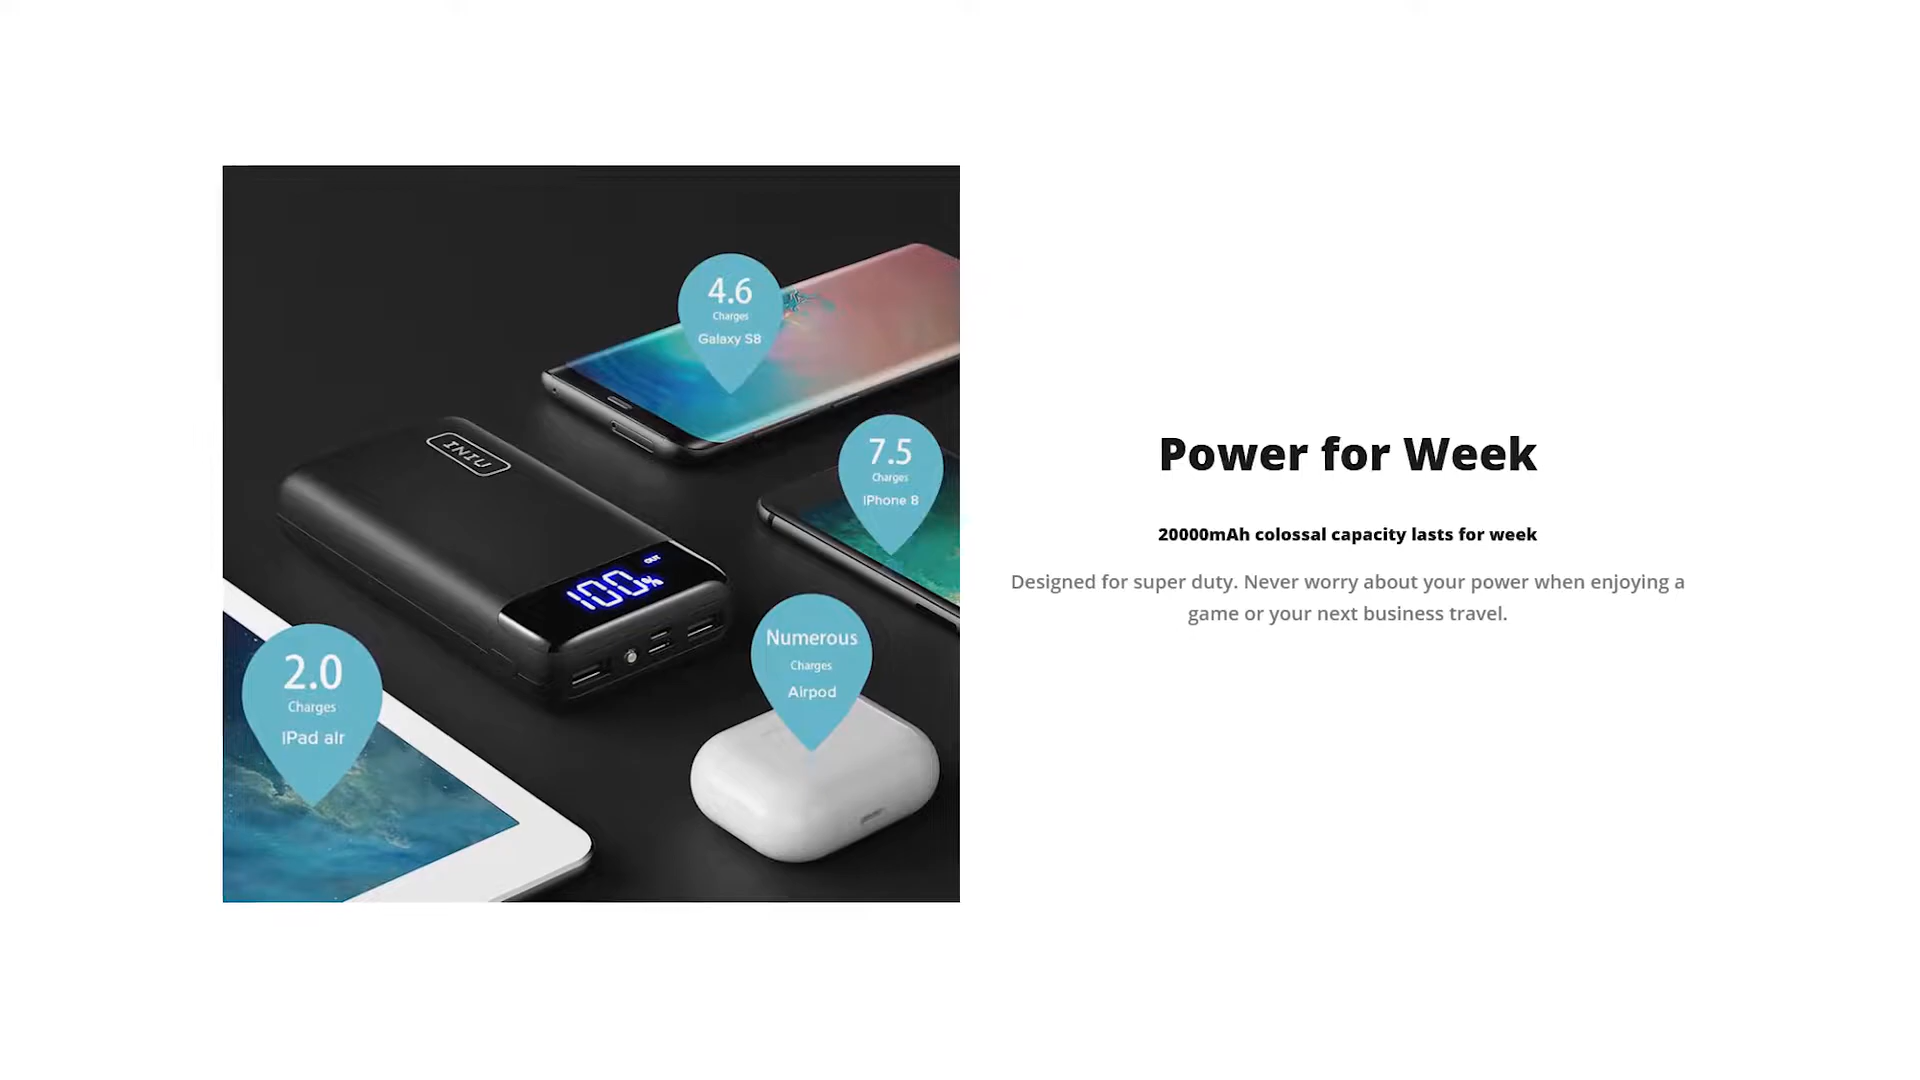 4.6
Charges
Galaxy S8
7.5
Charges
iPhone 8
INIU
OUT
100%
Numerous
Charges
Airpod
2.0
Charges
iPad air
Power for Week
20000mAh colossal capacity lasts for week
Designed for super duty. Never worry about your power when enjoying a
game or your next business travel.